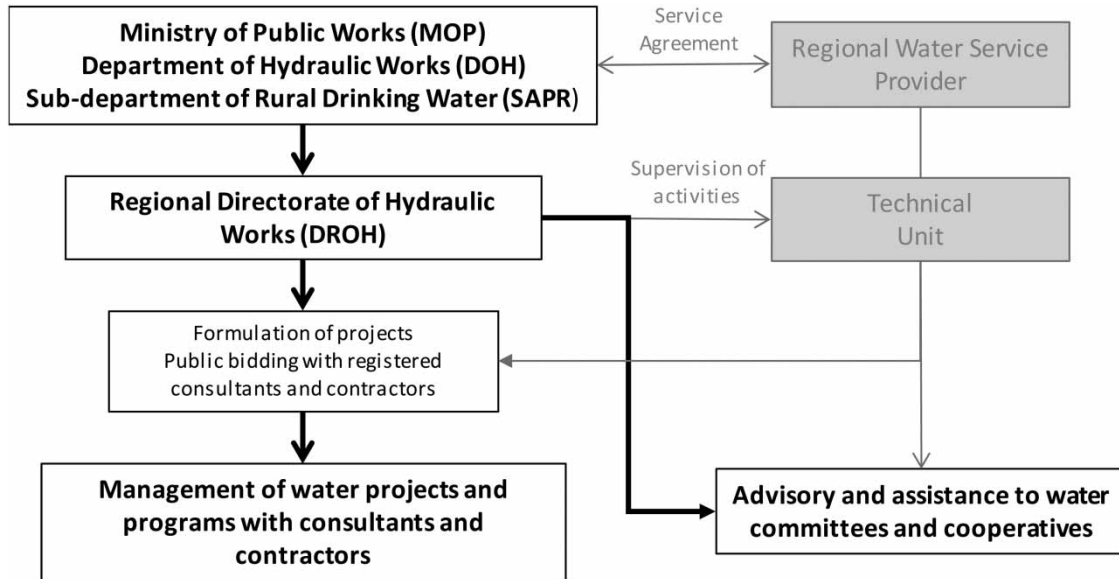 Ministry of Public Works (MOP)
Department of Hydraulic Works (DOH)
Sub-department of Rural Drinking Water (SAPR)
Service
Agreement
Regional Water Service
Provider
Regional Directorate of Hydraulic
Works (DROH)
Supervision of
activities
Technical
Unit
Formulation of projects
Public bidding with registered
consultants and contractors
Management of water projects and
programs with consultants and
contractors
Advisory and assistance to water
committees and cooperatives